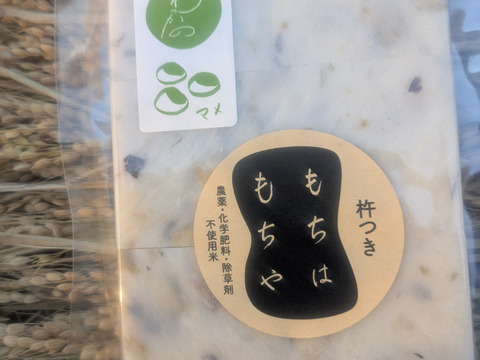 マメ
杵つき
もちは
もちや
農薬・化学肥料・除草剤
不使用米